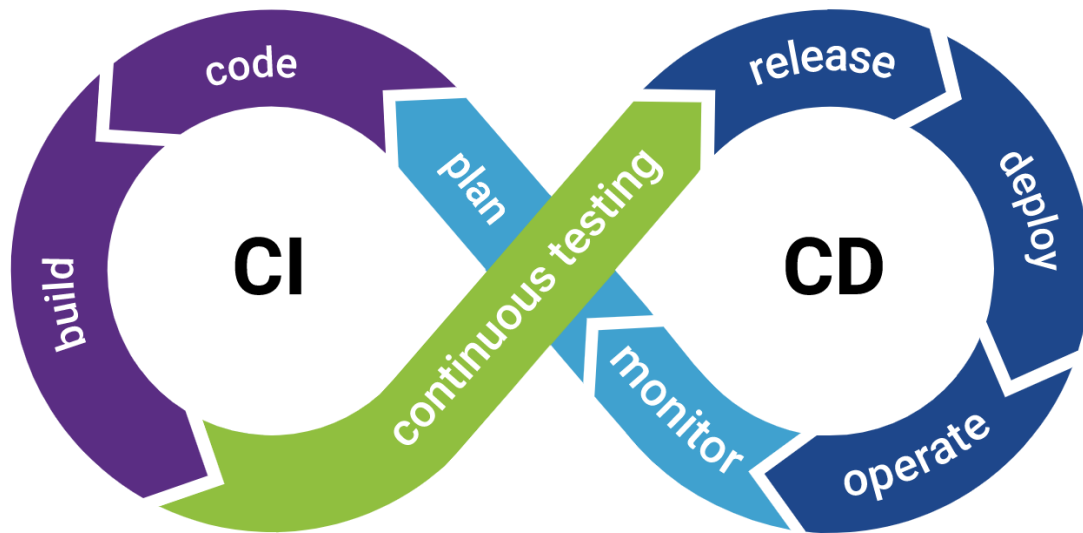 code
release
plan
continuous testing
deploy
build
CI
CD
monitor
operate